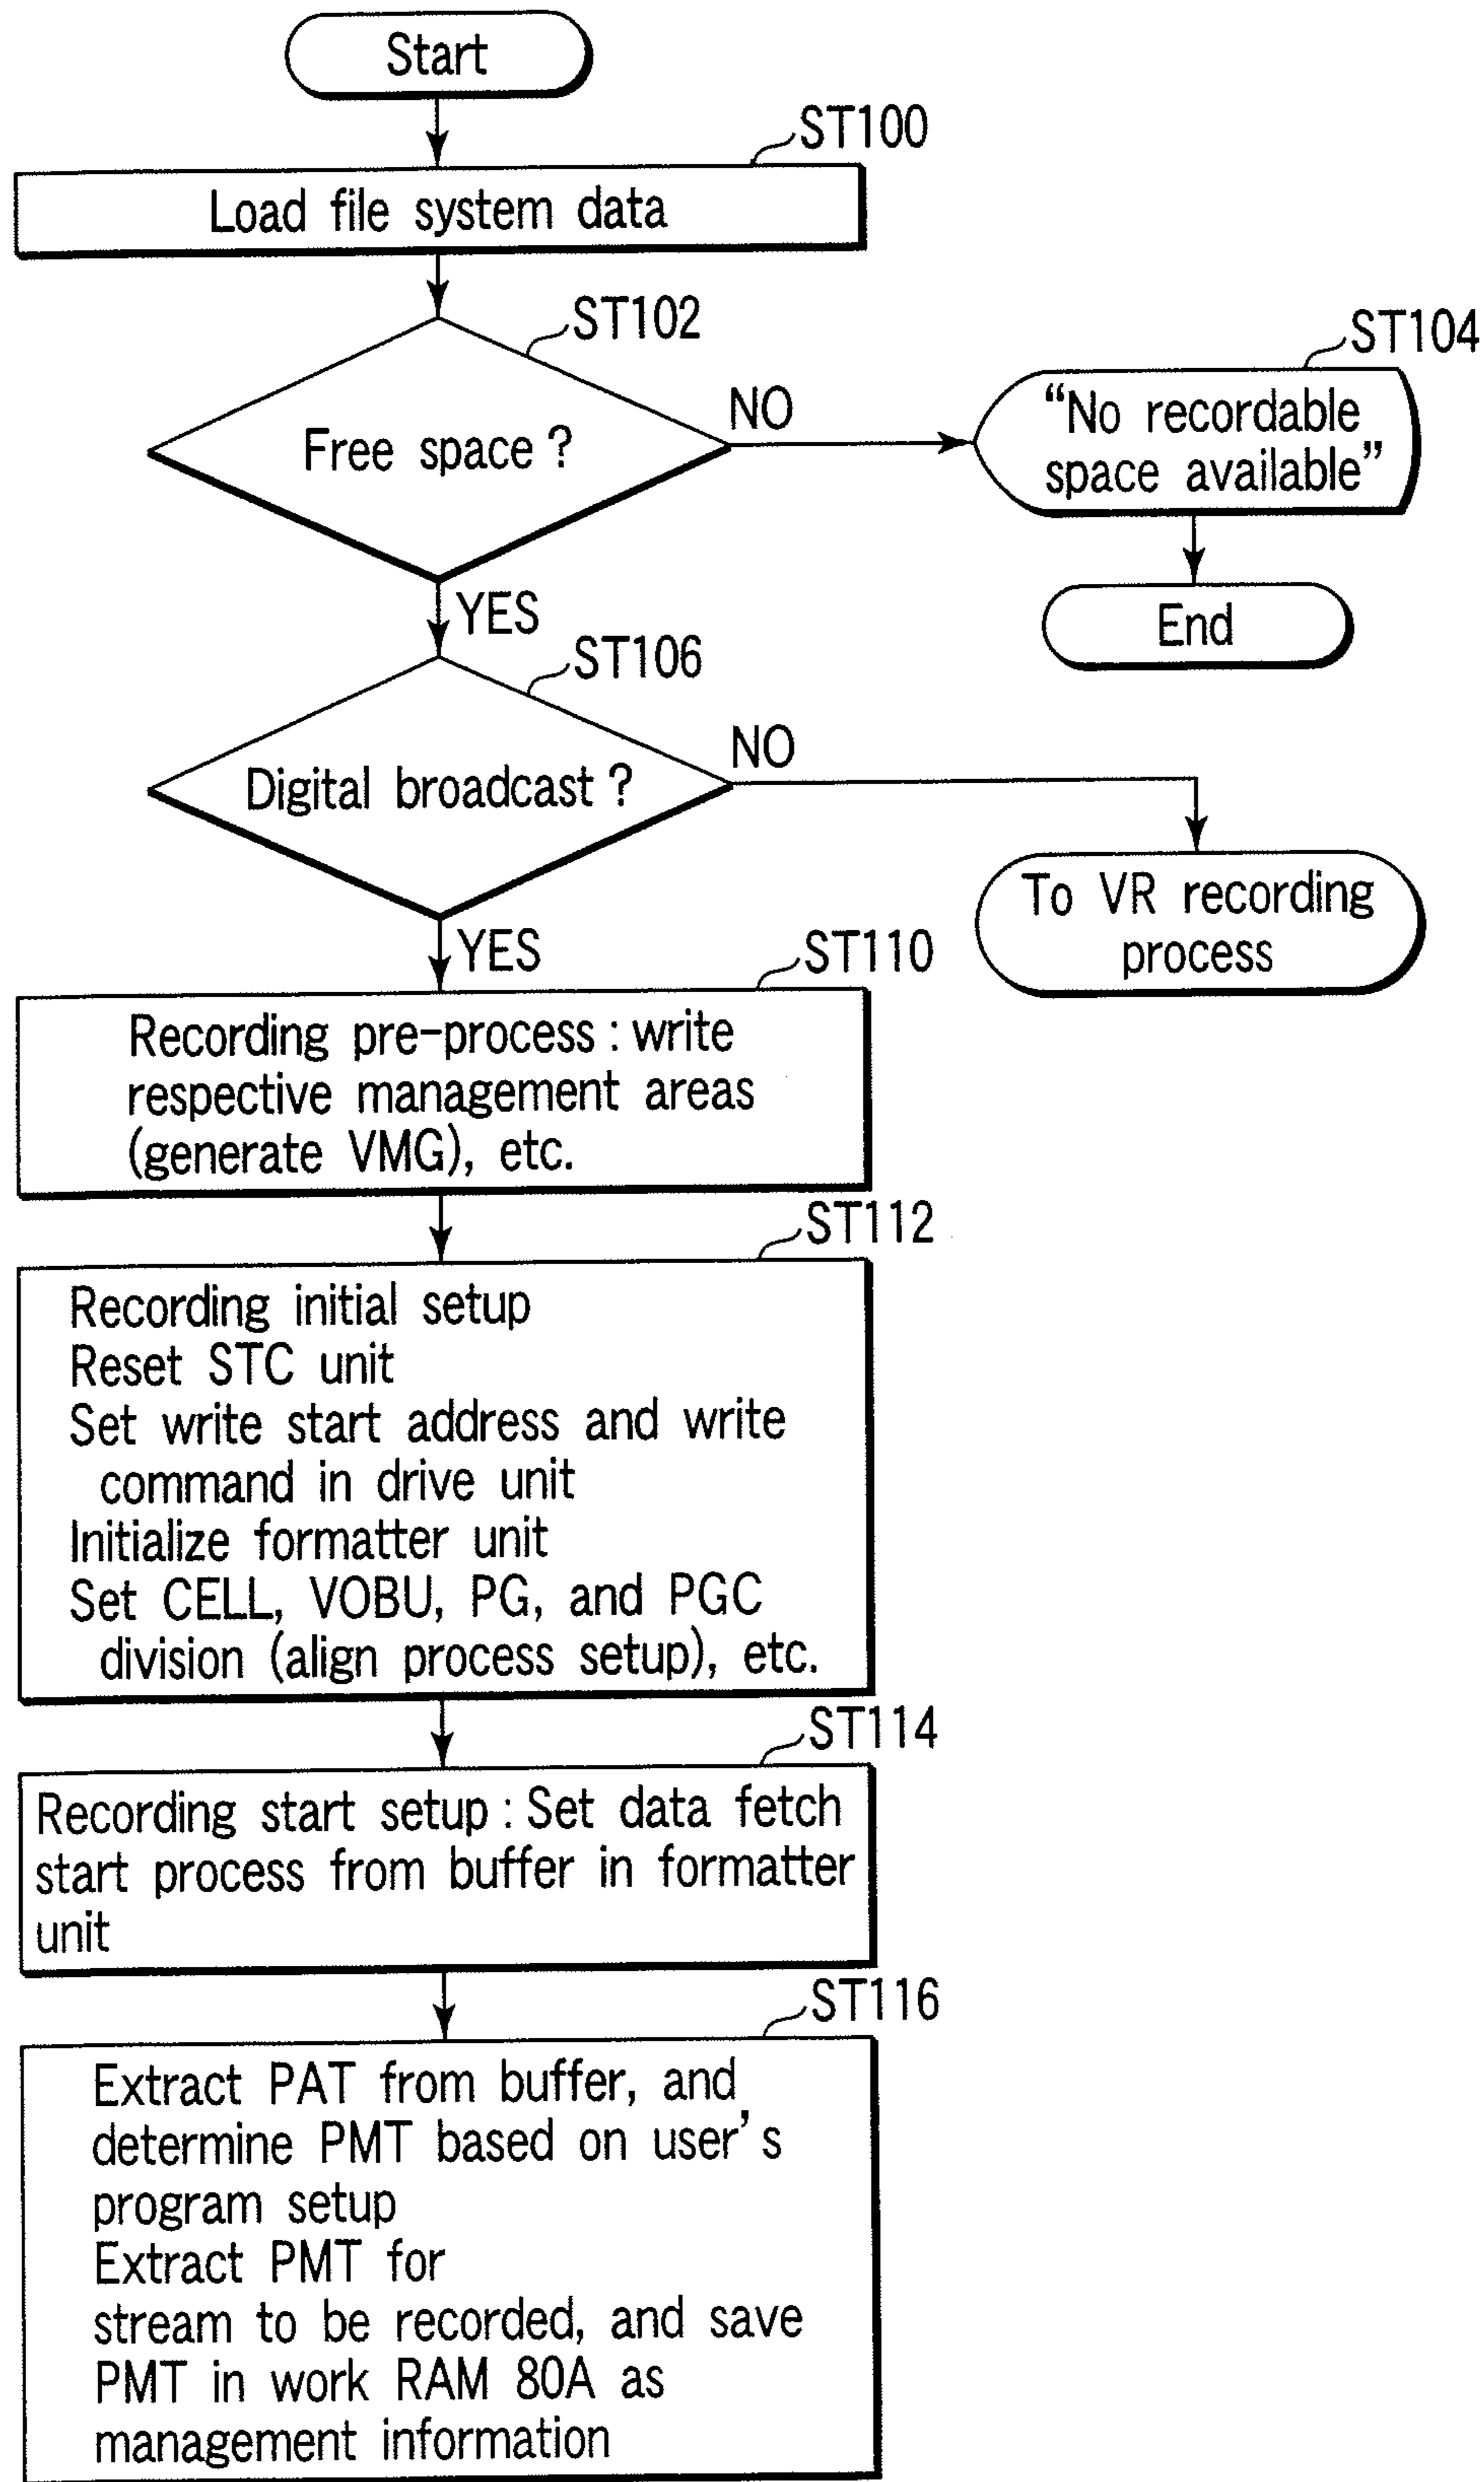 Start
ST100
Load file system data
ST102
Free space ?
NO
ST104
“No recordable
space available”
End
YES
ST106
Digital broadcast ?
NO
To VR recording
process
YES
ST110
Recording pre-process : write
respective management areas
(generate VMG), etc.
ST112
Recording initial setup
Reset STC unit
Set write start address and write
command in drive unit
Initialize formatter unit
Set CELL, VOBU, PG, and PGC
division (align process setup), etc.
ST114
Recording start setup : Set data fetch
start process from buffer in formatter
unit
ST116
Extract PAT from buffer, and
determine PMT based on user’s
program setup
Extract PMT for
stream to be recorded, and save
PMT in work RAM 80A as
management information